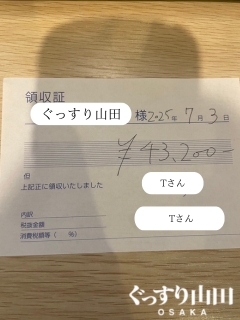 領収証
ぐっすり山田 様 2025年 7月 3日
¥43,200-
但
上記正に領収いたしました
Tさん
Tさん
内訳
税抜金額
消費税額等（ %）
ぐっすり山田
OSAKA